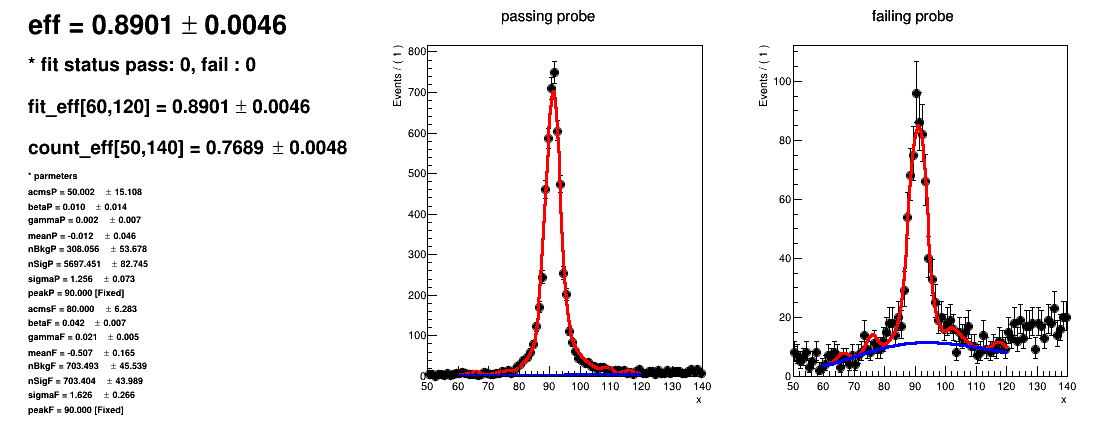 eff = 0.8901 ± 0.0046
* fit status pass: 0, fail : 0
fit_eff[60,120] = 0.8901 ± 0.0046
count_eff[50,140] = 0.7689 ± 0.0048
* parmeters
acmsP = 50.002 ± 15.108
betaP = 0.010 ± 0.014
gammaP = 0.002 ± 0.007
meanP = -0.012 ± 0.046
nBkgP = 308.056 ± 53.678
nSigP = 5697.451 ± 82.745
sigmaP = 1.256 ± 0.073
peakP = 90.000 [Fixed]
acmsF = 80.000 ± 6.283
betaF = 0.042 ± 0.007
gammaF = 0.021 ± 0.005
meanF = -0.507 ± 0.165
nBkgF = 703.493 ± 45.539
nSigF = 703.404 ± 43.989
sigmaF = 1.626 ± 0.266
peakF = 90.000 [Fixed]
passing probe
Events / ( 1 )
800
700
600
500
400
300
200
100
0
50 60 70 80 90 100 110 120 130 140
x
failing probe
Events / ( 1 )
100
80
60
40
20
0
50 60 70 80 90 100 110 120 130 140
x